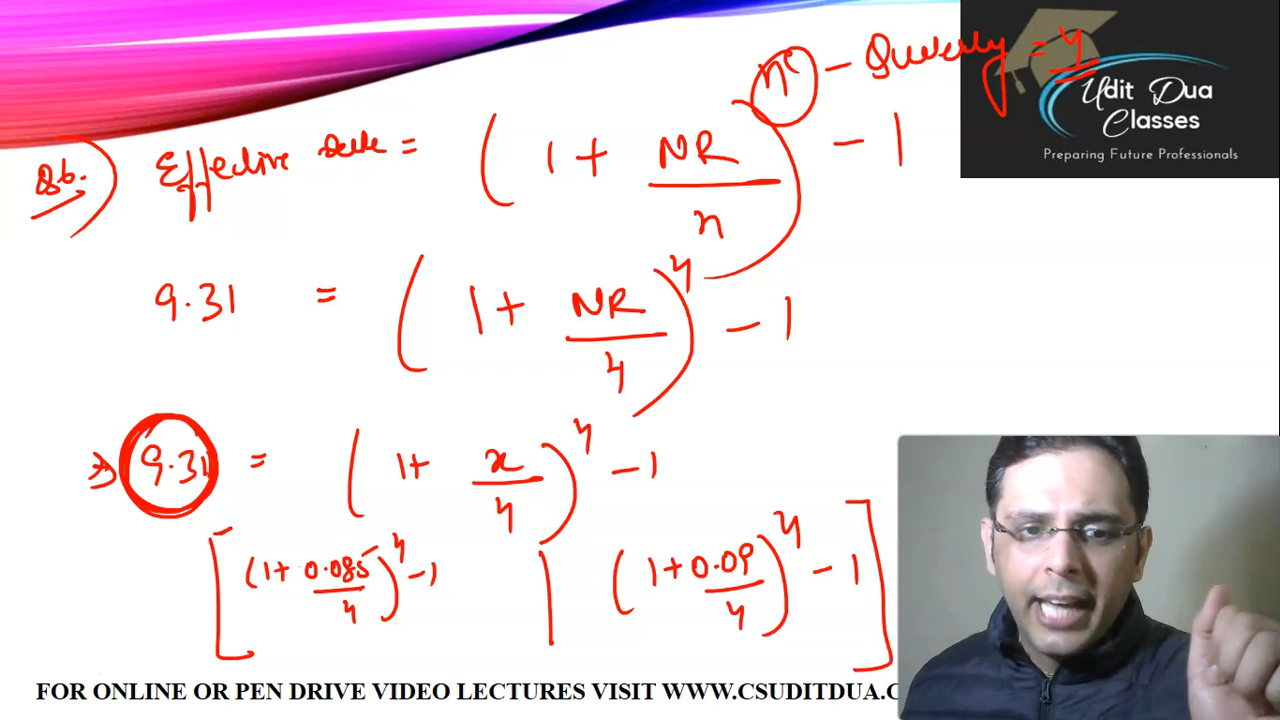 n - Quarterly = 4
Udit Dua
Classes
Preparing Future Professionals
Q6. Effective Rate = (1 + NR/n)^n - 1
9.31 = (1 + NR/4)^4 - 1
⇒ 9.31 = (1 + x/4)^4 - 1
[(1 + 0.085/4)^4 - 1 | (1 + 0.09/4)^4 - 1]
FOR ONLINE OR PEN DRIVE VIDEO LECTURES VISIT WWW.CSUDITDUA.C